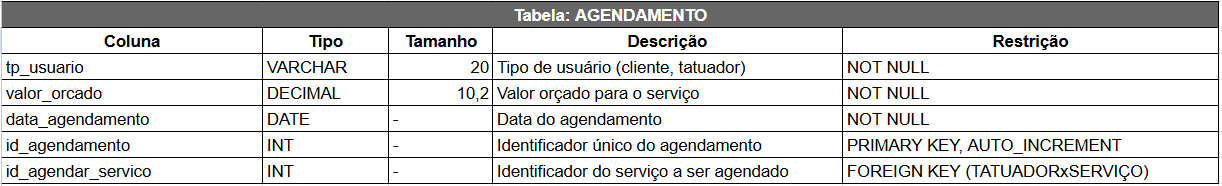 Tabela: AGENDAMENTO
Coluna Tipo Tamanho Descrição Restrição
tp_usuario VARCHAR 20 Tipo de usuário (cliente, tatuador) NOT NULL
valor_orcado DECIMAL 10,2 Valor orçado para o serviço NOT NULL
data_agendamento DATE - Data do agendamento NOT NULL
id_agendamento INT - Identificador único do agendamento PRIMARY KEY, AUTO_INCREMENT
id_agendar_servico INT - Identificador do serviço a ser agendado FOREIGN KEY (TATUADORxSERVIÇO)